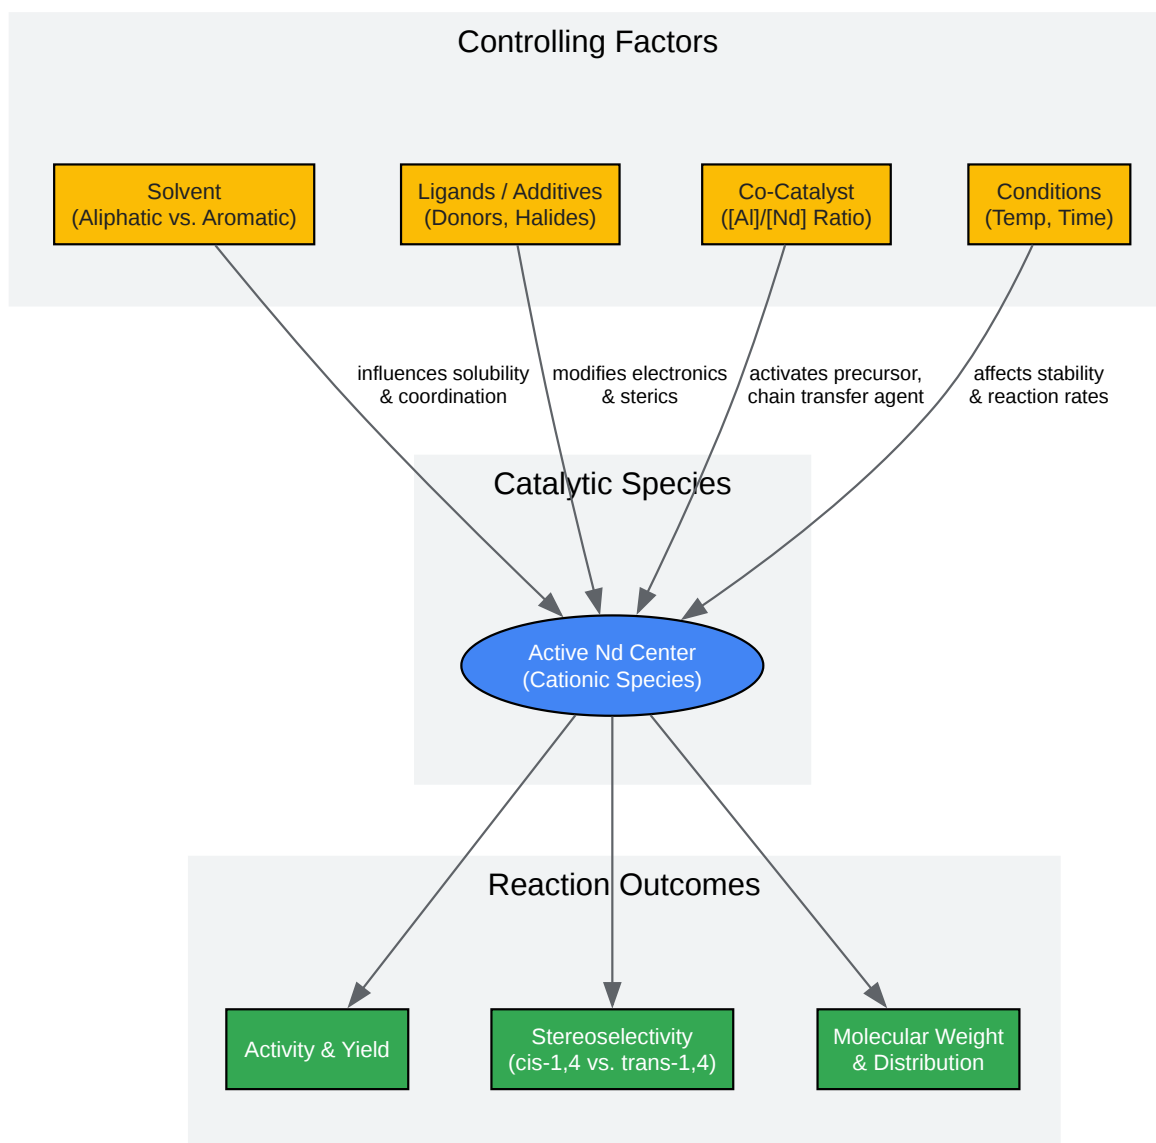 Controlling Factors
Solvent
(Aliphatic vs. Aromatic)
Ligands / Additives
(Donors, Halides)
Co-Catalyst
([Al]/[Nd] Ratio)
Conditions
(Temp, Time)
influences solubility
& coordination
modifies electronics
& sterics
activates precursor,
chain transfer agent
affects stability
& reaction rates
Catalytic Species
Active Nd Center
(Cationic Species)
Reaction Outcomes
Activity & Yield
Stereoselectivity
(cis-1,4 vs. trans-1,4)
Molecular Weight
& Distribution